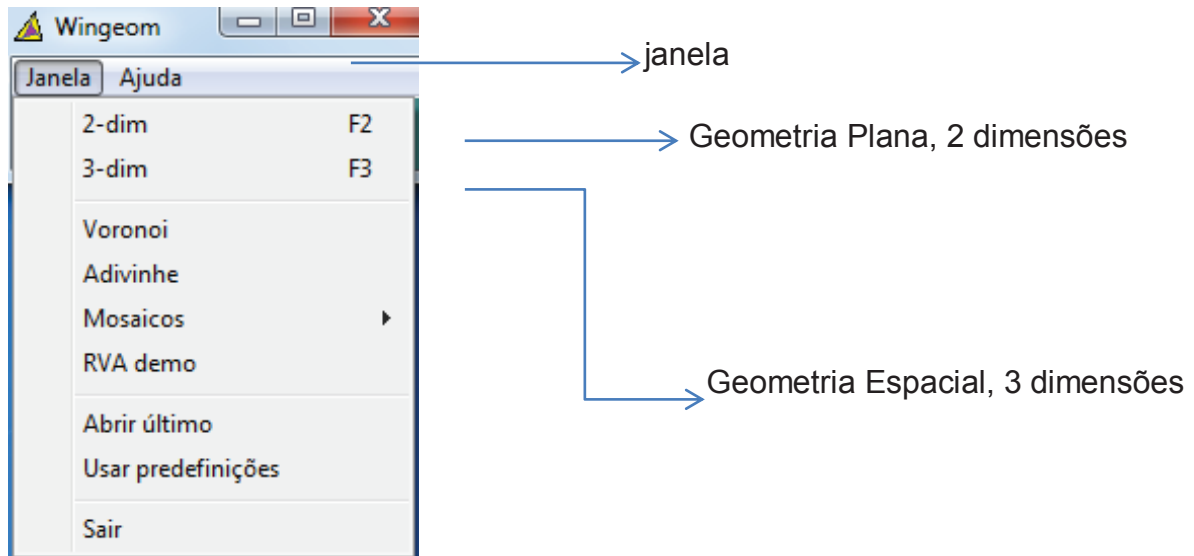 Wingeom
janela
Janela Ajuda
2-dim F2
Geometria Plana, 2 dimensões
3-dim F3
Voronoi
Adivinhe
Mosaicos
RVA demo
Geometria Espacial, 3 dimensões
Abrir último
Usar predefinições
Sair